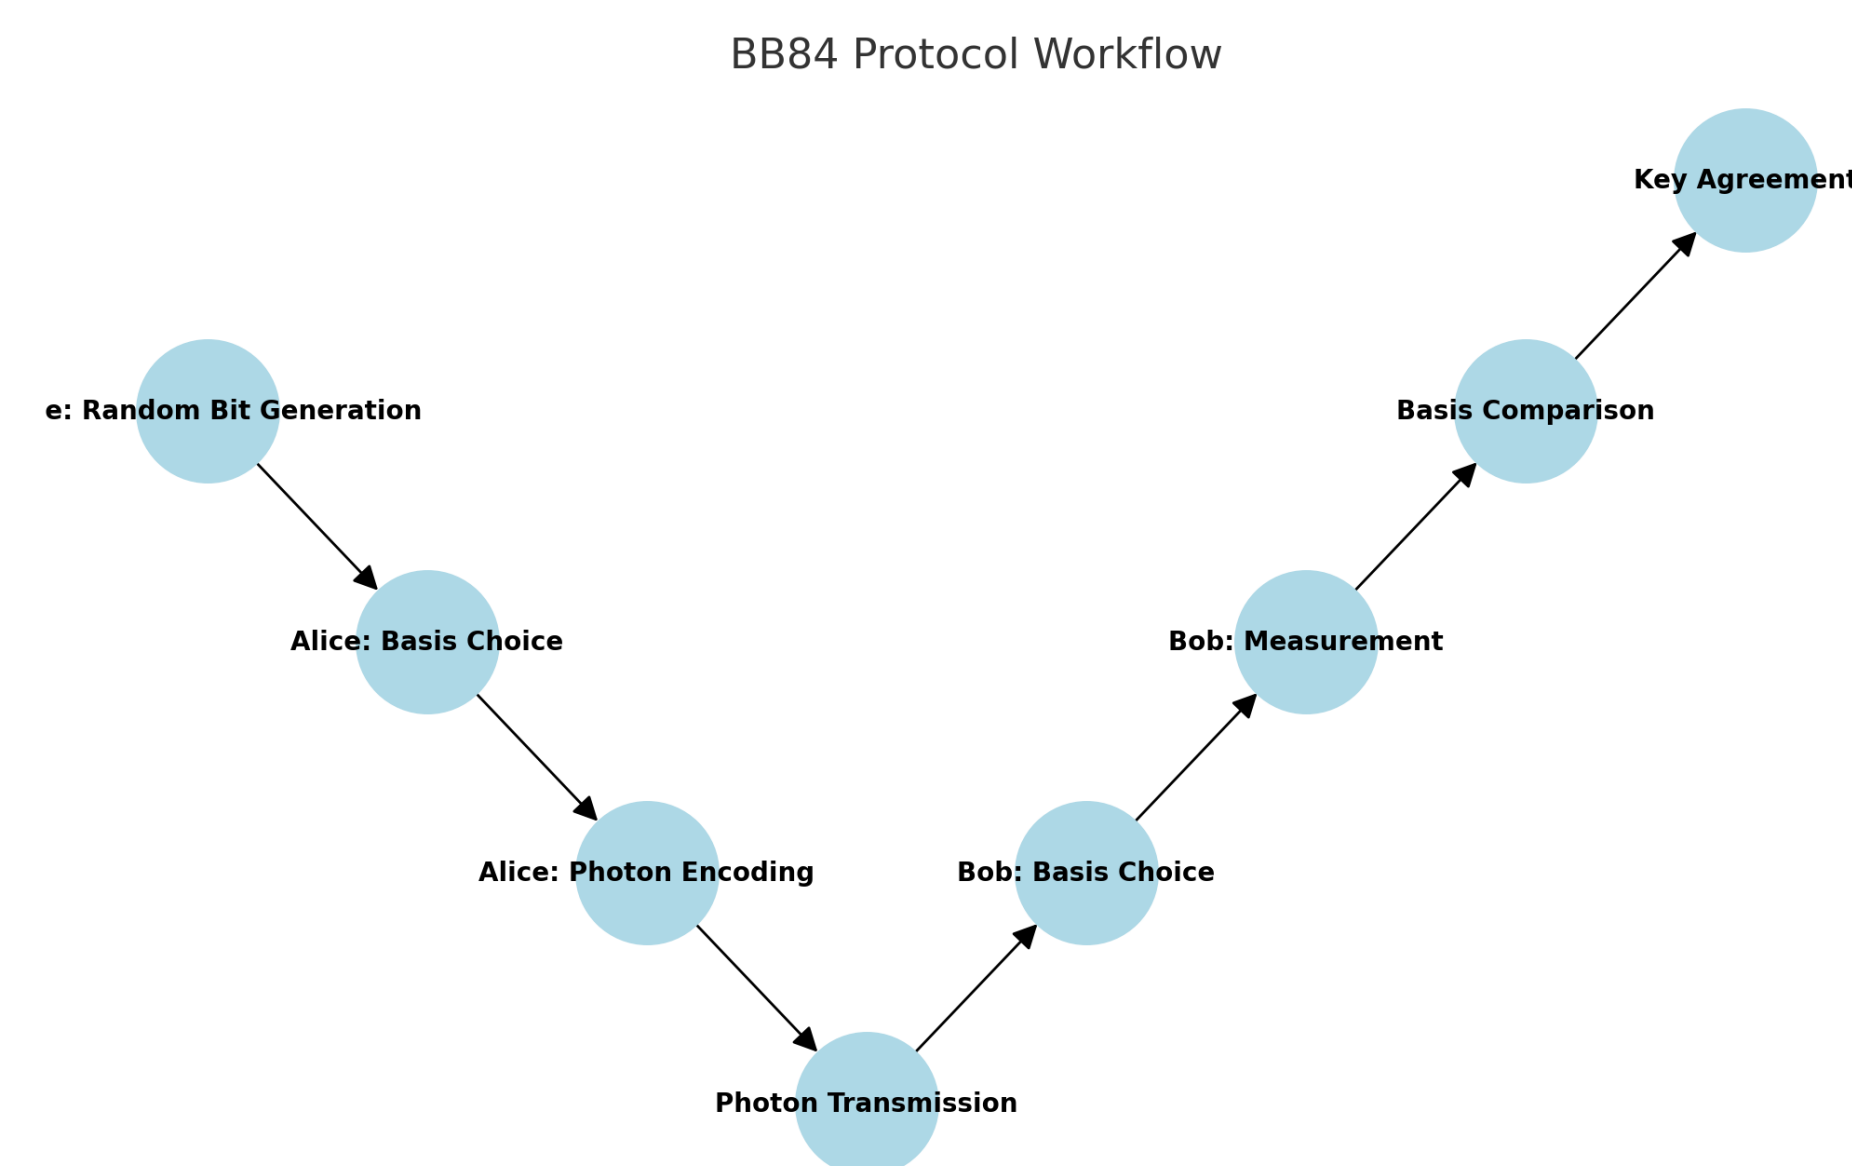 BB84 Protocol Workflow
Key Agreement
e: Random Bit Generation
Basis Comparison
Alice: Basis Choice
Bob: Measurement
Alice: Photon Encoding
Bob: Basis Choice
Photon Transmission